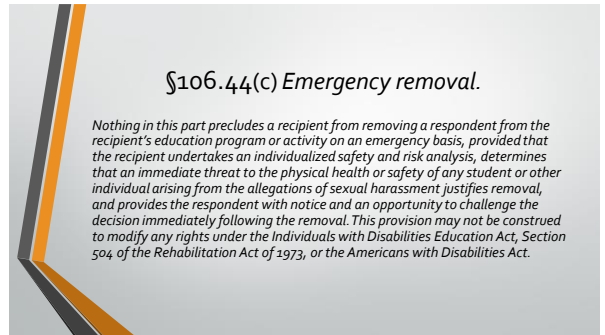 §106.44(c) Emergency removal.
Nothing in this part precludes a recipient from removing a respondent from the
recipient's education program or activity on an emergency basis, provided that
the recipient undertakes an individualized safety and risk analysis, determines
that an immediate threat to the physical health or safety of any student or other
individual arising from the allegations of sexual harassment justifies removal,
and provides the respondent with notice and an opportunity to challenge the
decision immediately following the removal. This provision may not be construed
to modify any rights under the Individuals with Disabilities Education Act, Section
504 of the Rehabilitation Act of 1973, or the Americans with Disabilities Act.